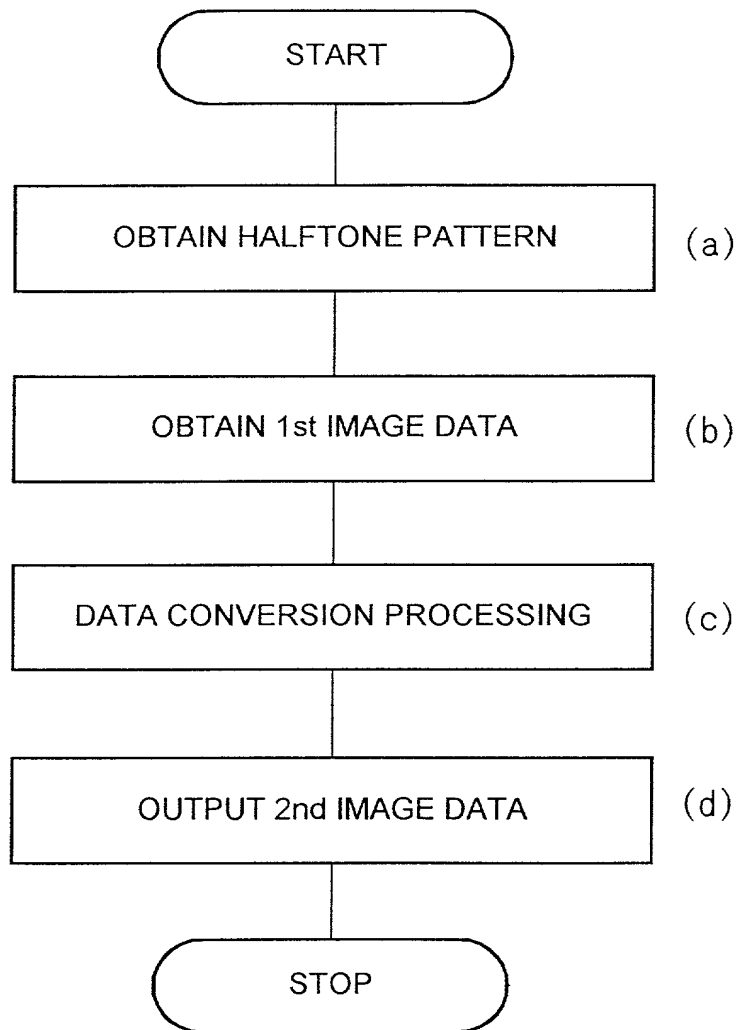 START
OBTAIN HALFTONE PATTERN (a)
OBTAIN 1st IMAGE DATA (b)
DATA CONVERSION PROCESSING (c)
OUTPUT 2nd IMAGE DATA (d)
STOP